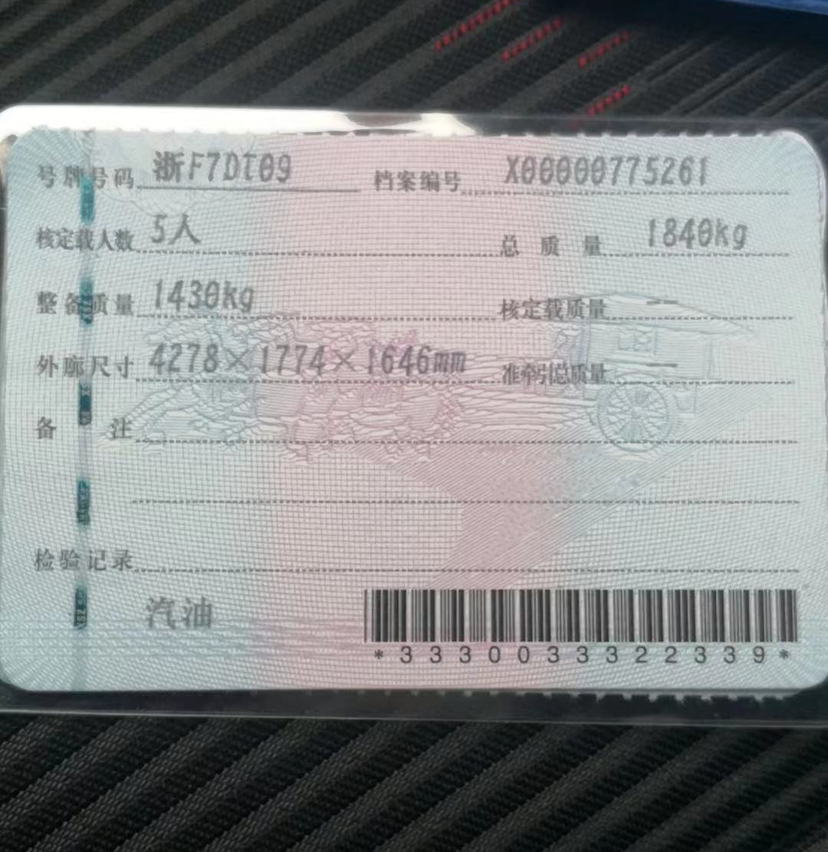 号牌号码 浙F7DT09 档案编号 X00000775261
核定载人数 5人 总质量 1840kg
整备质量 1430kg 核定载质量 --
外廓尺寸 4278×1774×1646mm 准牵引总质量 --
备注
检验记录
汽油
*3330033322339*